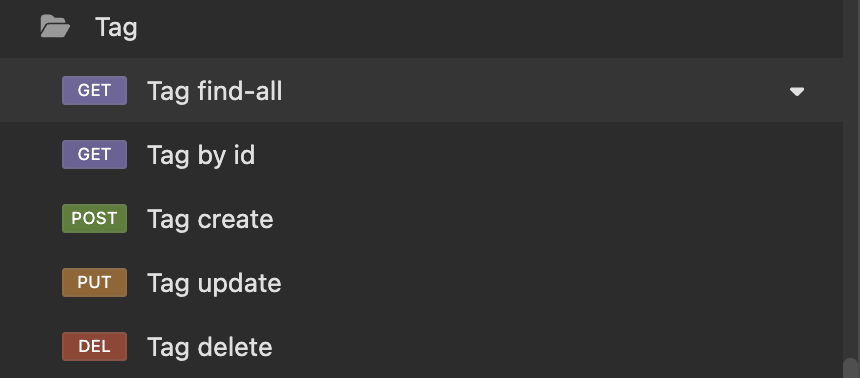 Tag
GET Tag find-all
GET Tag by id
POST Tag create
PUT Tag update
DEL Tag delete